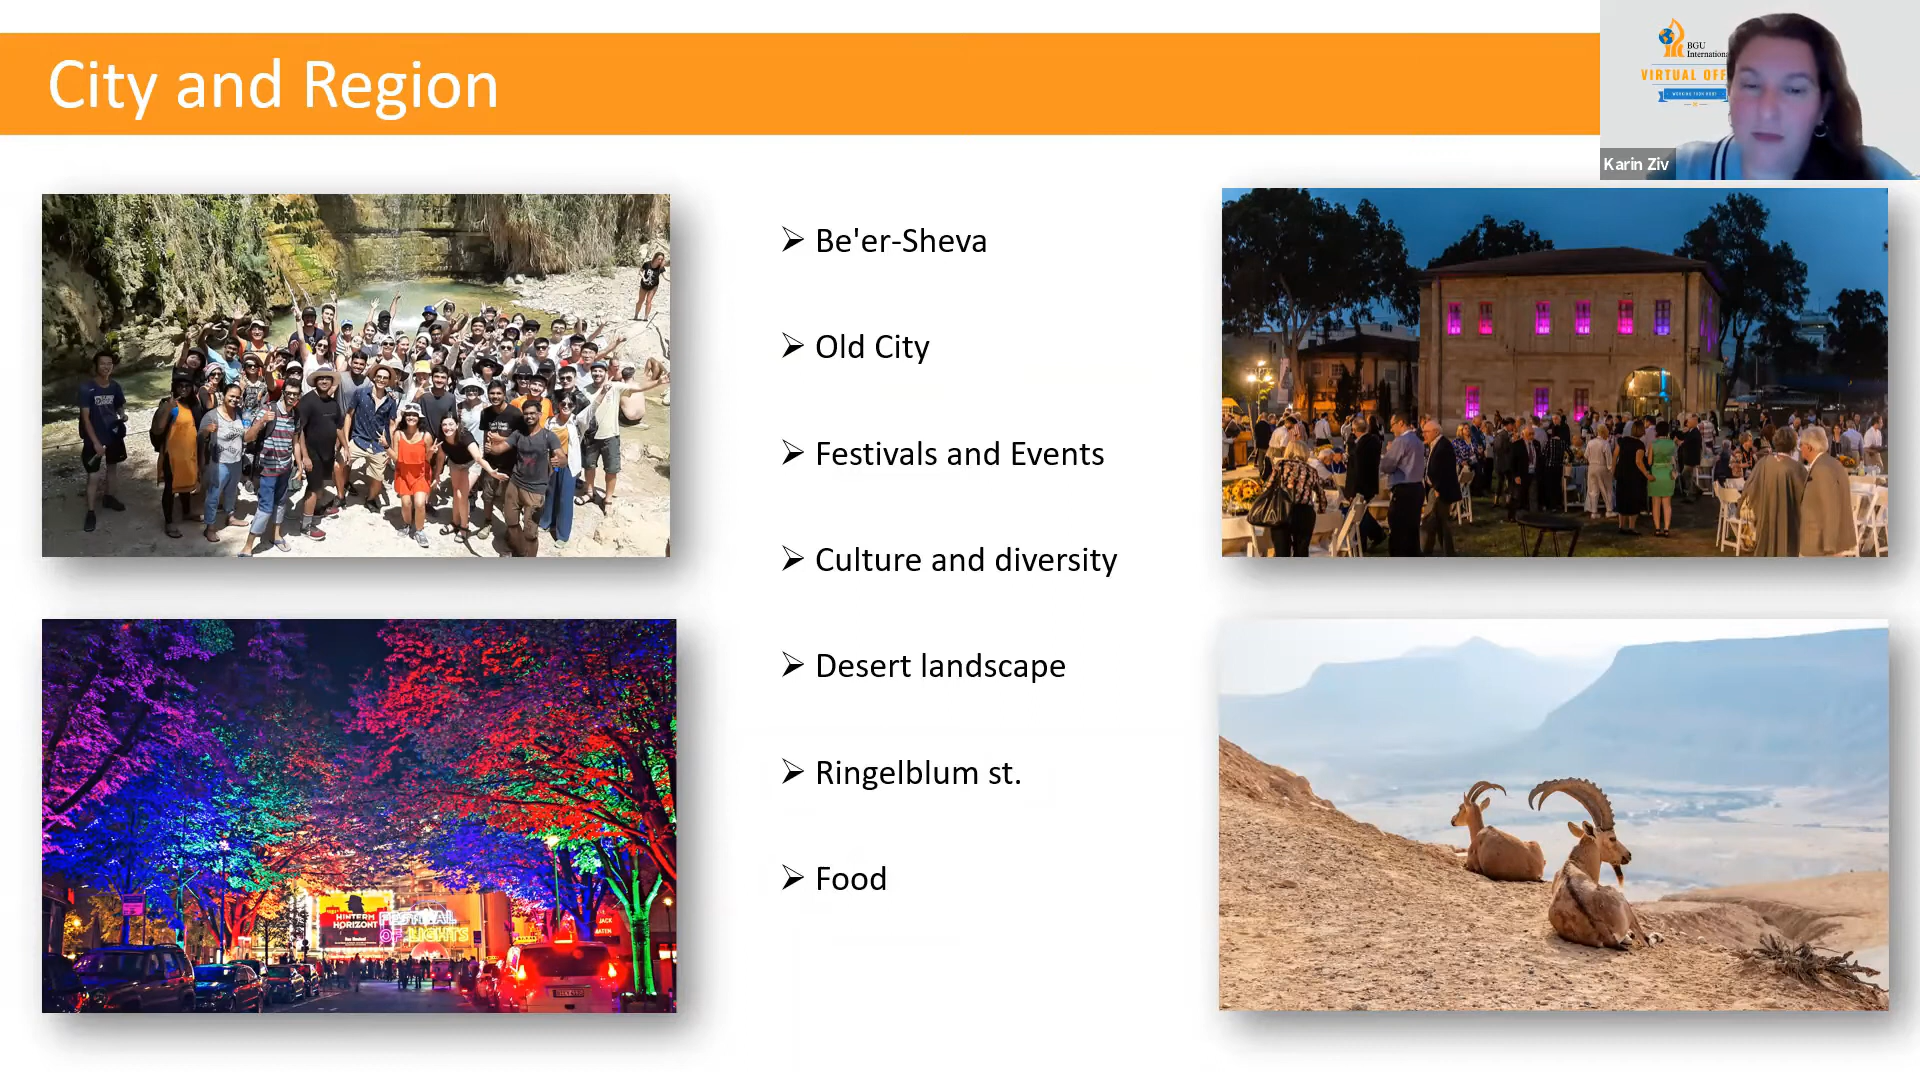 City and Region
BGU
International
VIRTUAL OFF
Karin Ziv
Be'er-Sheva
Old City
Festivals and Events
Culture and diversity
Desert landscape
Ringelblum st.
Food
HINTERM
HORIZONT
FESTIVAL
OF LIGHTS